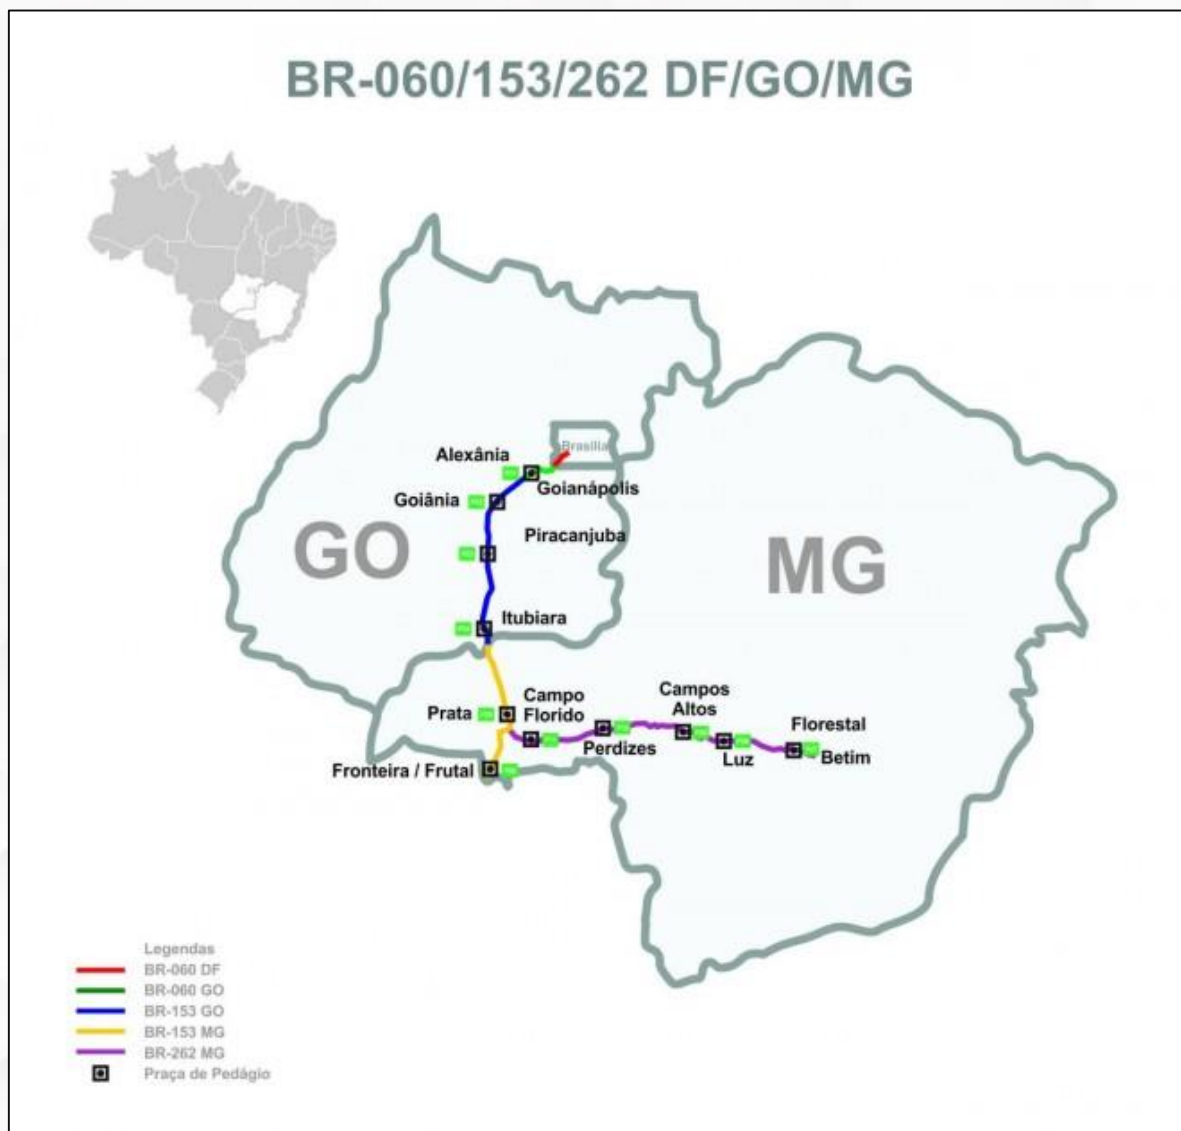 BR-060/153/262 DF/GO/MG
Brasília
Alexânia
Goianápolis
Goiânia
GO
Piracanjuba
MG
Itubiara
Campo
Florido
Campos
Altos
Prata
Florestal
Perdizes
Luz
Betim
Fronteira / Frutal
Legendas
BR-060 DF
BR-060 GO
BR-153 GO
BR-153 MG
BR-262 MG
Praça de Pedágio